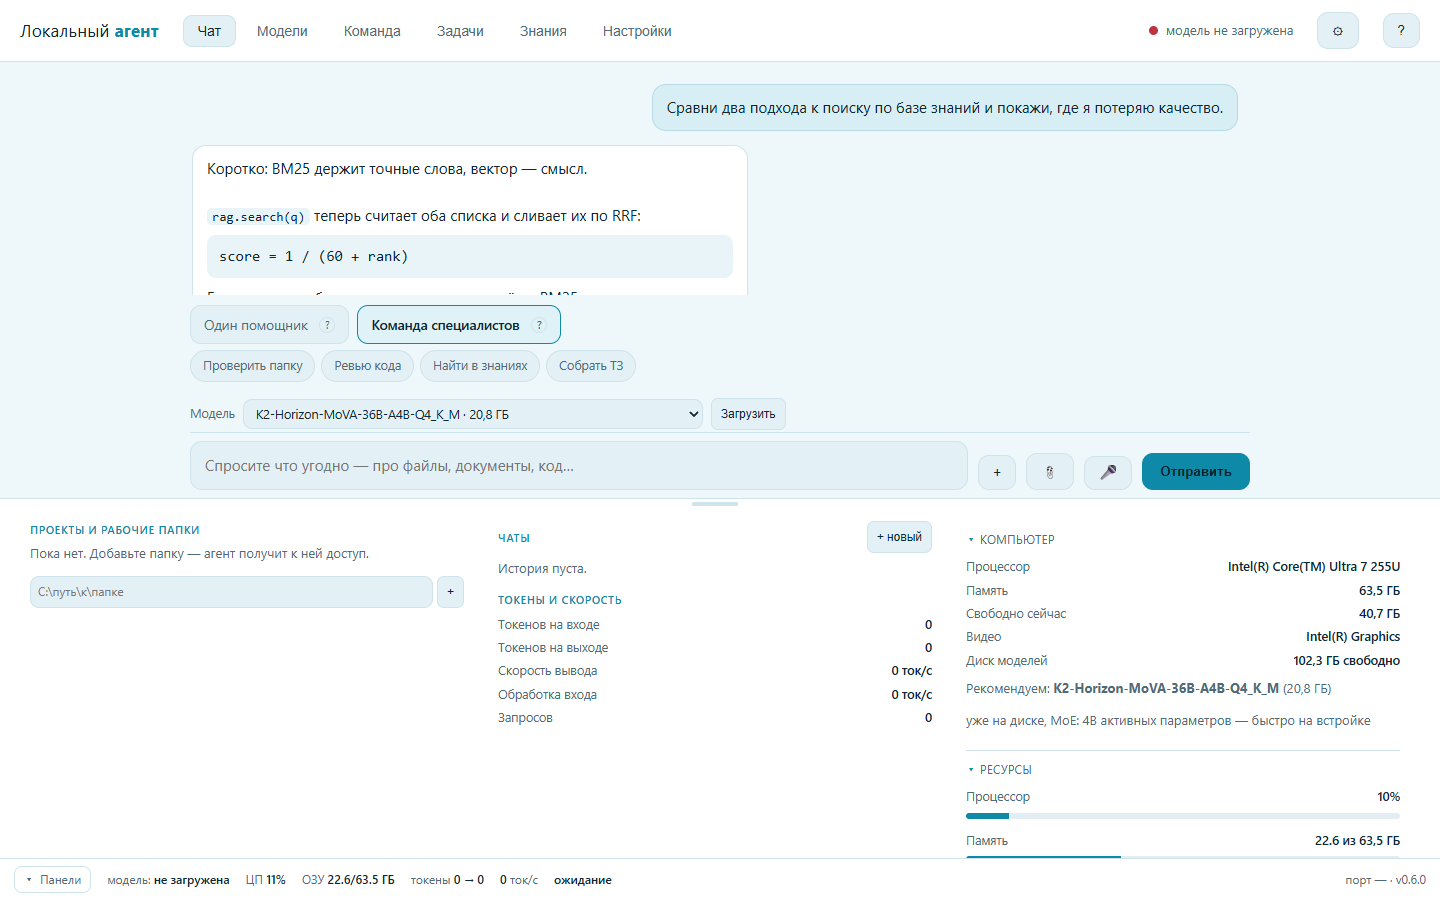 Локальный агент
Чат
Модели
Команда
Задачи
Знания
Настройки
модель не загружена
?
Сравни два подхода к поиску по базе знаний и покажи, где я потеряю качество.
Коротко: BM25 держит точные слова, вектор — смысл.
rag.search(q) теперь считает оба списка и сливает их по RRF:
score = 1 / (60 + rank)
Один помощник ?
Команда специалистов ?
Проверить папку
Ревью кода
Найти в знаниях
Собрать ТЗ
Модель
K2-Horizon-MoVA-36B-A4B-Q4_K_M · 20,8 ГБ
Загрузить
Спросите что угодно — про файлы, документы, код...
+
Отправить
ПРОЕКТЫ И РАБОЧИЕ ПАПКИ
Пока нет. Добавьте папку — агент получит к ней доступ.
C:\путь\к\папке
+
ЧАТЫ
+ новый
История пуста.
ТОКЕНЫ И СКОРОСТЬ
Токенов на входе 0
Токенов на выходе 0
Скорость вывода 0 ток/с
Обработка входа 0 ток/с
Запросов 0
КОМПЬЮТЕР
Процессор Intel(R) Core(TM) Ultra 7 255U
Память 63,5 ГБ
Свободно сейчас 40,7 ГБ
Видео Intel(R) Graphics
Диск моделей 102,3 ГБ свободно
Рекомендуем: K2-Horizon-MoVA-36B-A4B-Q4_K_M (20,8 ГБ)
уже на диске, MoE: 4B активных параметров — быстро на встройке
РЕСУРСЫ
Процессор 10%
Память 22.6 из 63,5 ГБ
Панели
модель: не загружена
ЦП 11%
ОЗУ 22.6/63.5 ГБ
токены 0 → 0
0 ток/с
ожидание
порт — · v0.6.0